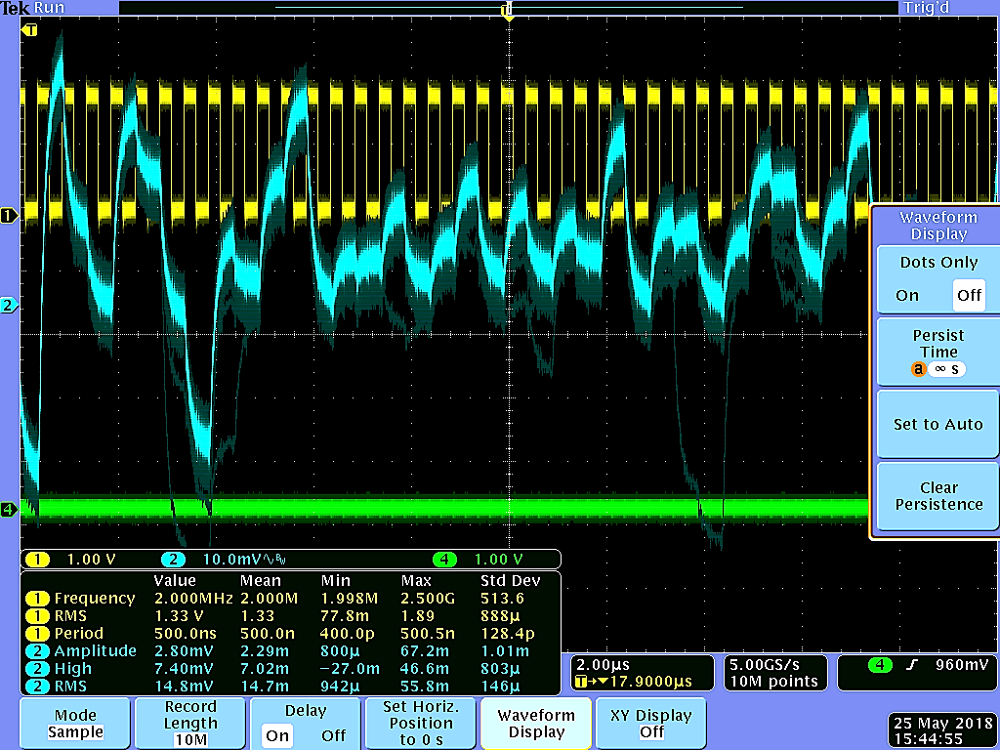 Tek Run Trig'd
T
T
1
2
4
Waveform
Display
Dots Only
On Off
Persist
Time
a ∞ s
Set to Auto
Clear
Persistence
1 1.00 V 2 10.0mV∿BW 4 1.00 V
Value Mean Min Max Std Dev
1 Frequency 2.000MHz 2.000M 1.998M 2.500G 513.6
1 RMS 1.33 V 1.33 77.8m 1.89 888µ
1 Period 500.0ns 500.0n 400.0p 500.5n 128.4p
2 Amplitude 2.80mV 2.29m 800µ 67.2m 1.01m
2 High 7.40mV 7.02m −27.0m 46.6m 803µ
2 RMS 14.8mV 14.7m 942µ 55.8m 146µ
2.00µs
T→▼17.9000µs
5.00GS/s
10M points
4 960mV
Mode
Sample
Record
Length
10M
Delay
On Off
Set Horiz.
Position
to 0 s
Waveform
Display
XY Display
Off
25 May 2018
15:44:55